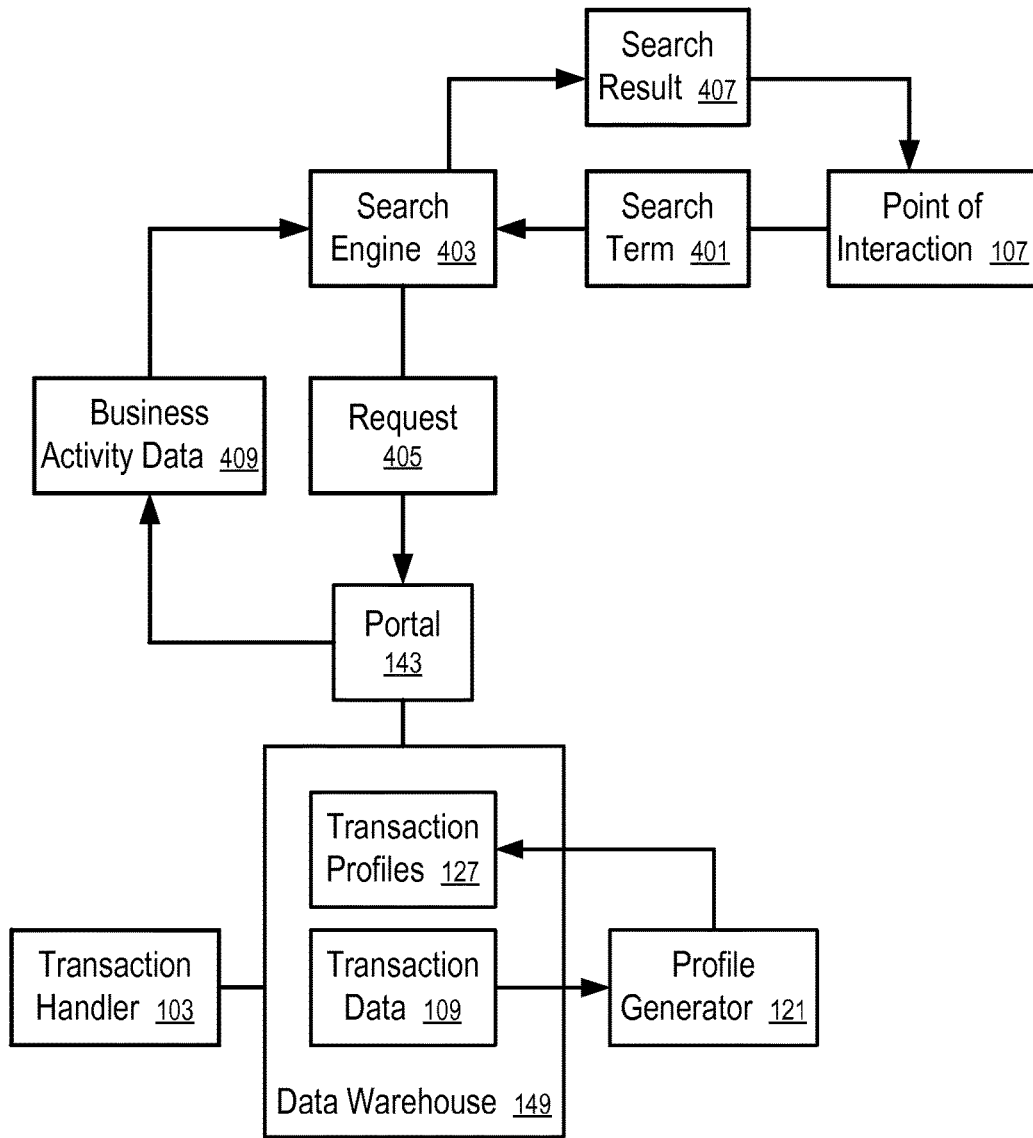 Search
Result 407
Search
Engine 403
Search
Term 401
Point of
Interaction 107
Business
Activity Data 409
Request
405
Portal
143
Transaction
Profiles 127
Transaction
Handler 103
Transaction
Data 109
Profile
Generator 121
Data Warehouse 149